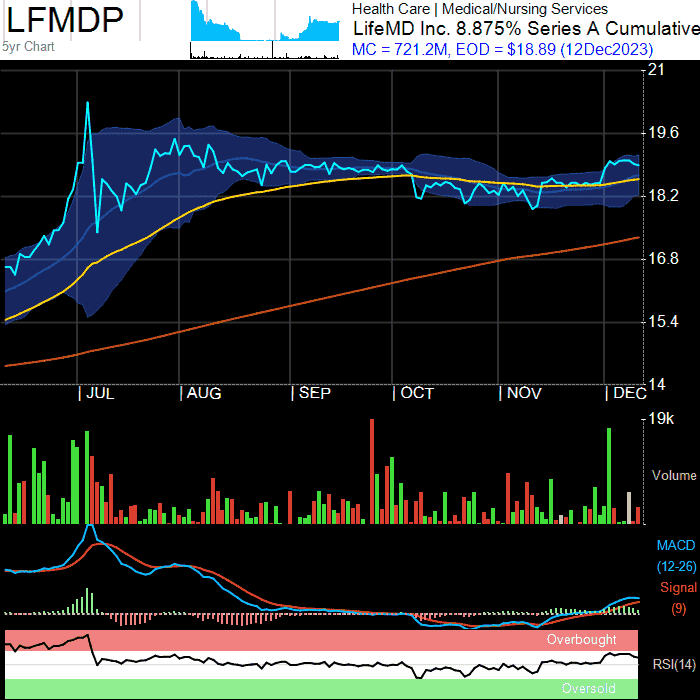 LFMDP
5yr Chart
Health Care | Medical/Nursing Services
LifeMD Inc. 8.875% Series A Cumulative
MC = 721.2M, EOD = $18.89 (12Dec2023)
21
19.6
18.2
16.8
15.4
14
| JUL | AUG | SEP | OCT | NOV | DEC
19k
Volume
MACD
(12-26)
Signal
(9)
Overbought
RSI(14)
Oversold